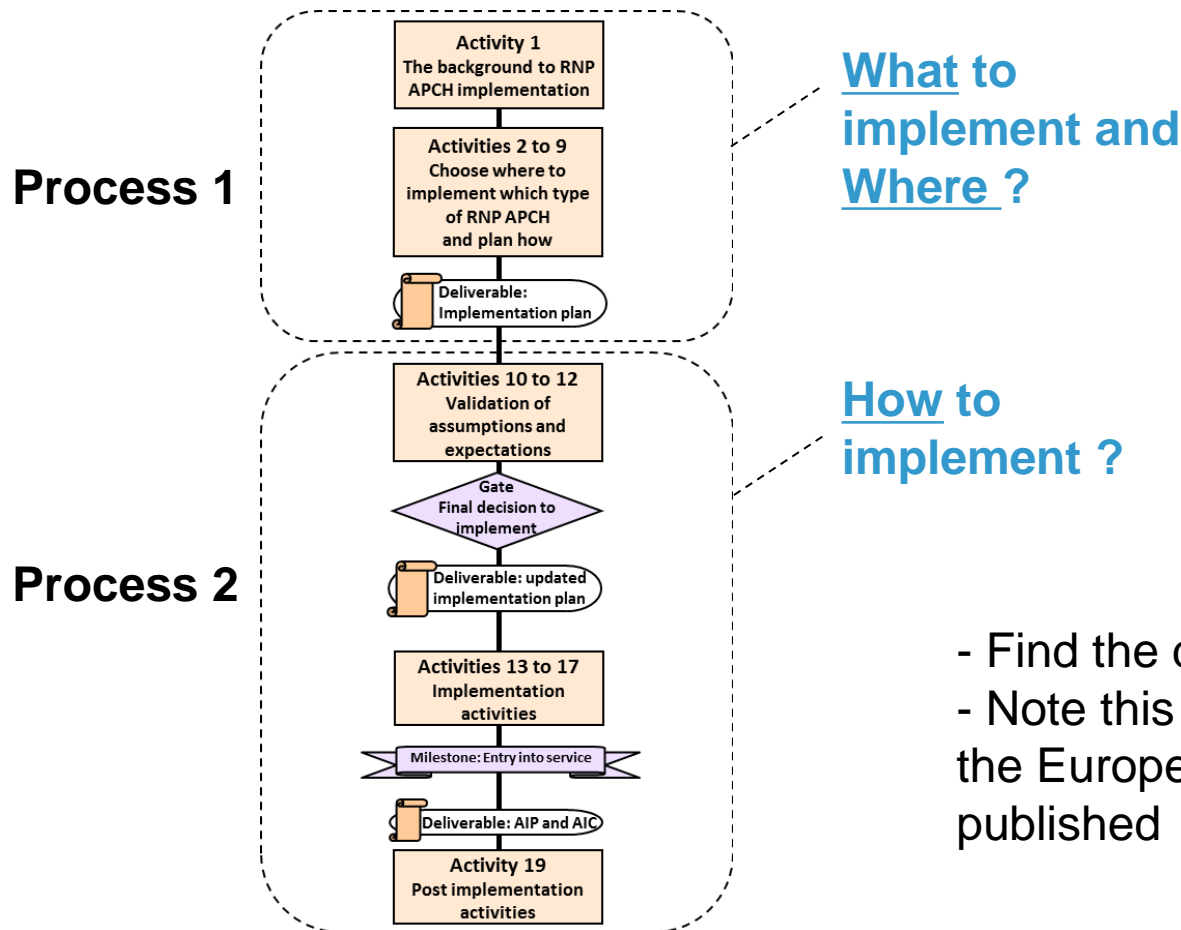 Process 1
Activity 1
The background to RNP
APCH implementation
Activities 2 to 9
Choose where to
implement which type
of RNP APCH
and plan how
Deliverable:
Implementation plan
What to
implement and
Where ?
Process 2
Activities 10 to 12
Validation of
assumptions and
expectations
Gate
Final decision to
implement
Deliverable: updated
implementation plan
Activities 13 to 17
Implementation
activities
Milestone: Entry into service
Deliverable: AIP and AIC
Activity 19
Post implementation
activities
How to
implement ?
- Find the
- Note this
the
published